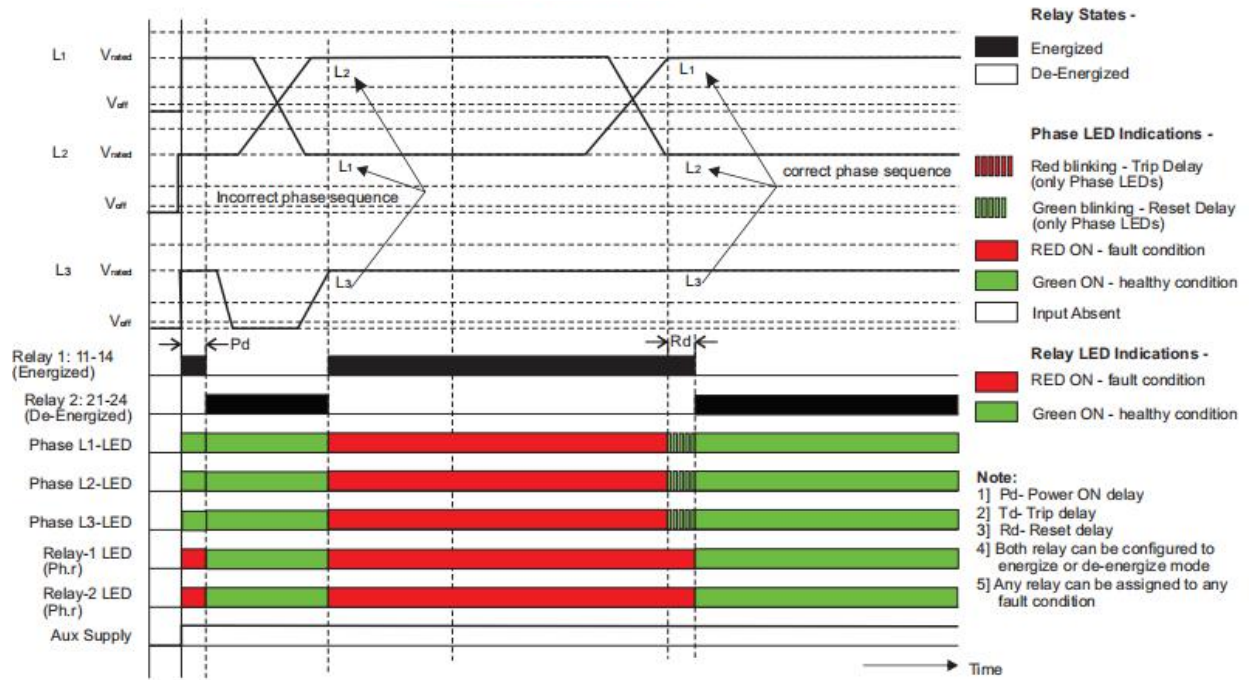 L1 Vrated
Voff
L2 Vrated
Voff
L3 Vrated
Voff
L2
L1
Incorrect phase sequence
L3
L1
L2
correct phase sequence
L3
Pd
Rd
Relay 1: 11-14
(Energized)
Relay 2: 21-24
(De-Energized)
Phase L1-LED
Phase L2-LED
Phase L3-LED
Relay-1 LED
(Ph.r)
Relay-2 LED
(Ph.r)
Aux Supply
Time
Relay States -
Energized
De-Energized
Phase LED Indications -
Red blinking - Trip Delay
(only Phase LEDs)
Green blinking - Reset Delay
(only Phase LEDs)
RED ON - fault condition
Green ON - healthy condition
Input Absent
Relay LED Indications -
RED ON - fault condition
Green ON - healthy condition
Note:
1] Pd- Power ON delay
2] Td- Trip delay
3] Rd- Reset delay
4] Both relay can be configured to
energize or de-energize mode
5] Any relay can be assigned to any
fault condition